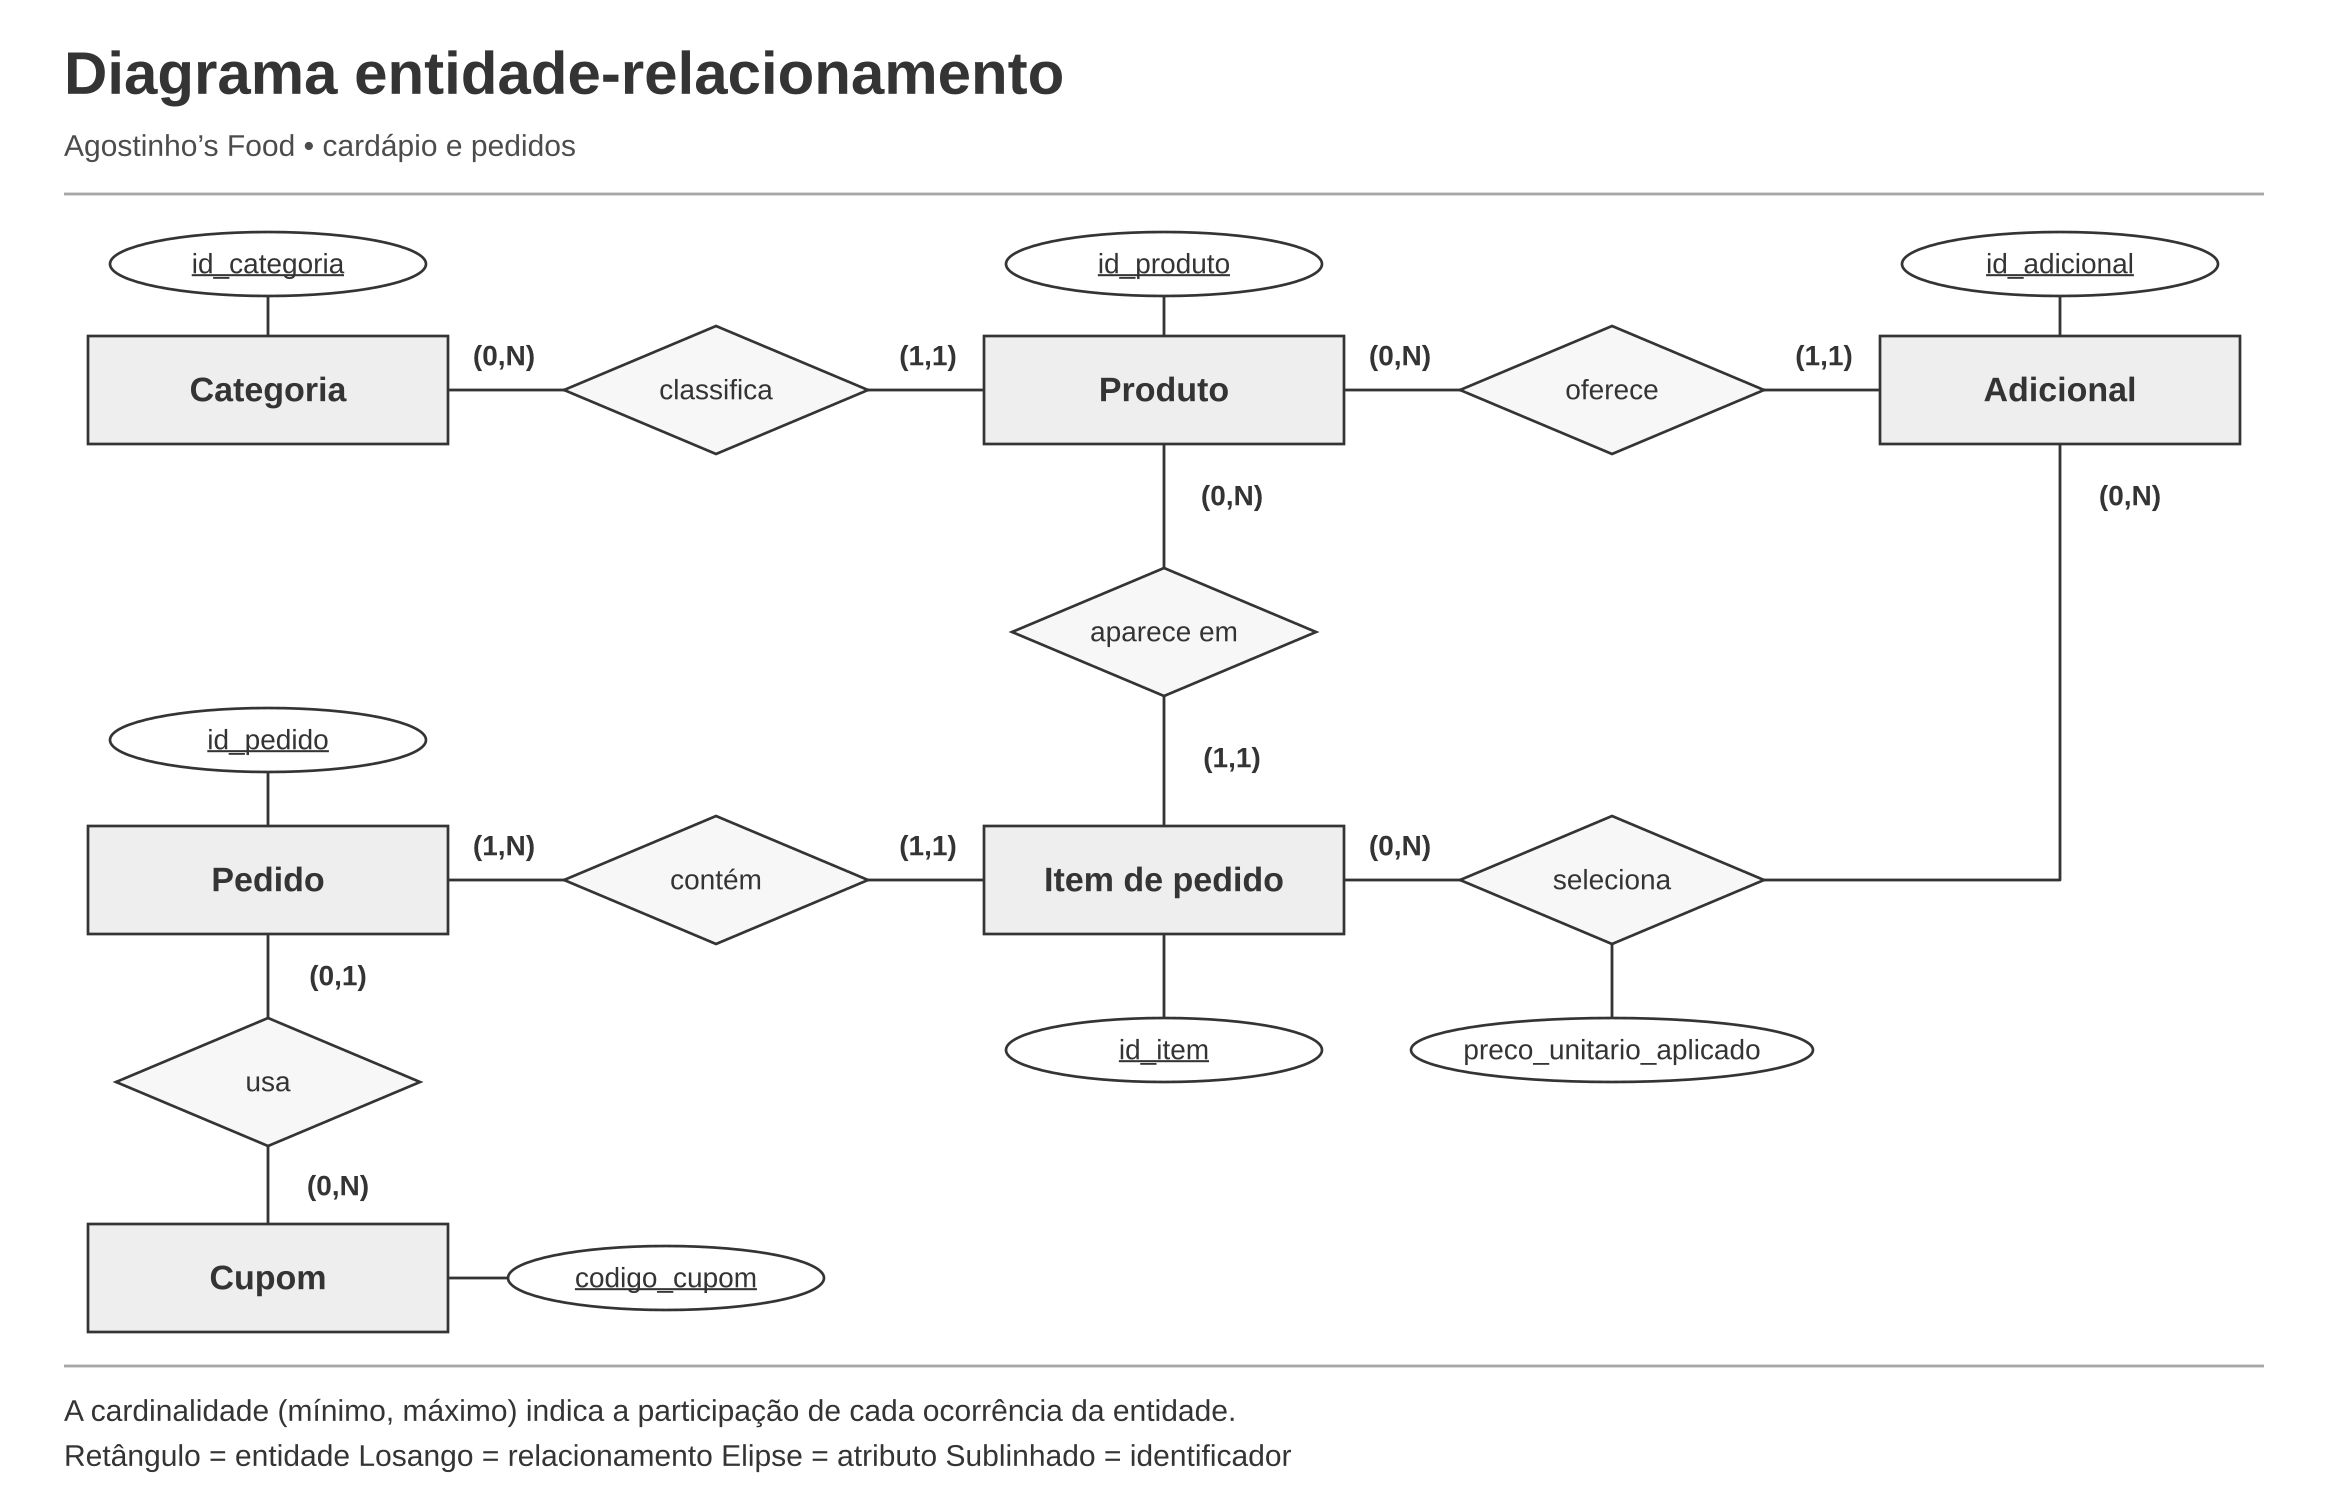 Diagrama entidade-relacionamento
Agostinho’s Food • cardápio e pedidos
id_categoria
id_produto
id_adicional
Categoria
(0,N)
classifica
(1,1)
Produto
(0,N)
oferece
(1,1)
Adicional
(0,N)
(0,N)
aparece em
(1,1)
id_pedido
Pedido
(1,N)
contém
(1,1)
Item de pedido
(0,N)
seleciona
(0,1)
id_item
preco_unitario_aplicado
usa
(0,N)
Cupom
codigo_cupom
A cardinalidade (mínimo, máximo) indica a participação de cada ocorrência da entidade.
Retângulo = entidade Losango = relacionamento Elipse = atributo Sublinhado = identificador